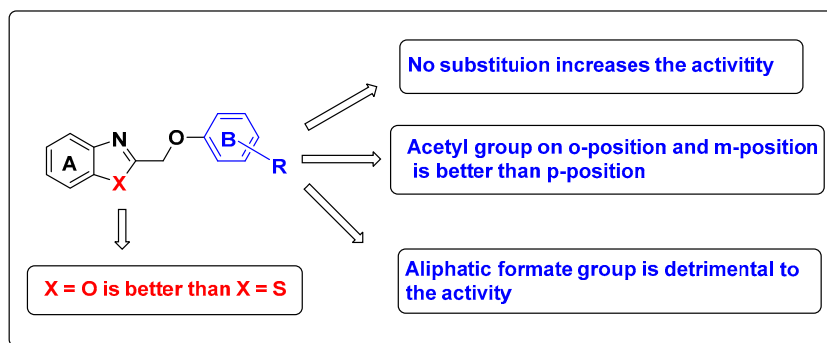 No substituion increases the activitity
N
O
B
A
R
X
Acetyl group on o-position and m-position
is better than p-position
X = O is better than X = S
Aliphatic formate group is detrimental to
the activity